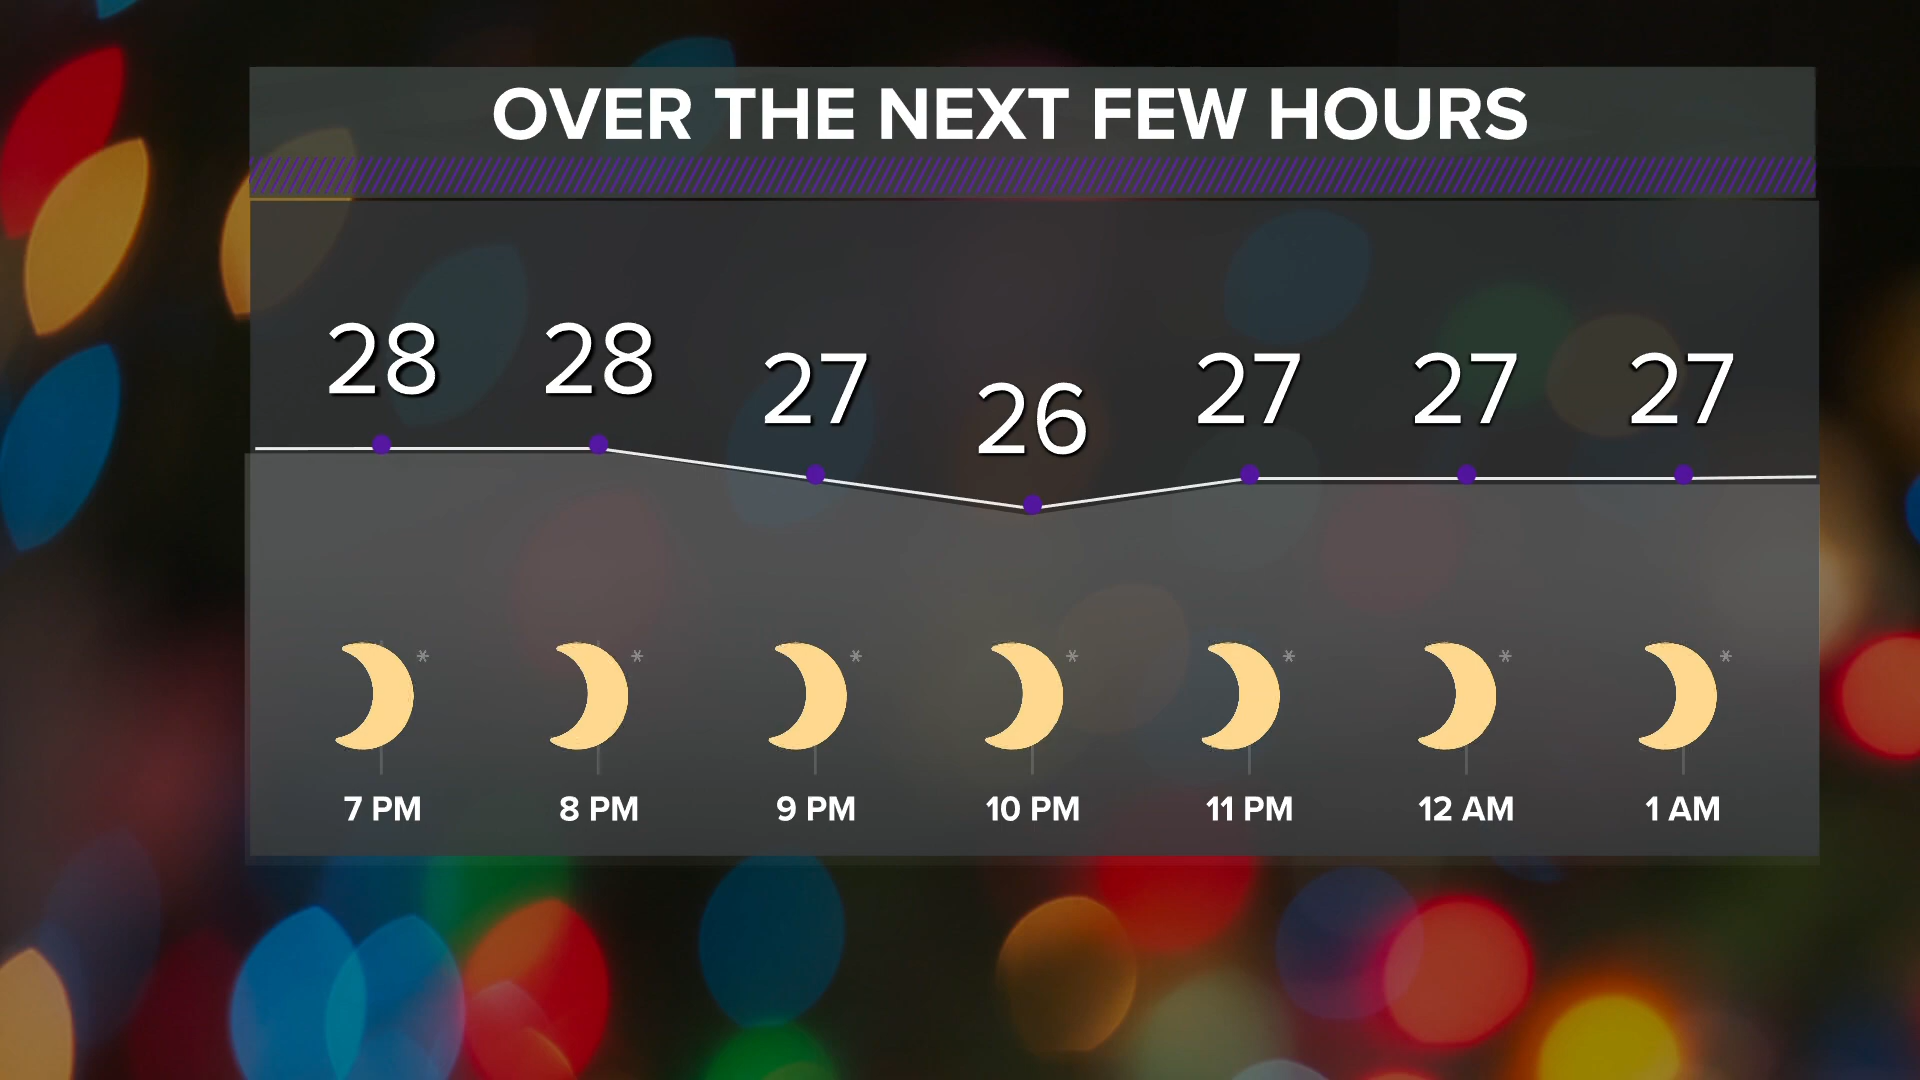 OVER THE NEXT FEW HOURS
28 28 27 26 27 27 27
* * * * * * *
7 PM 8 PM 9 PM 10 PM 11 PM 12 AM 1 AM